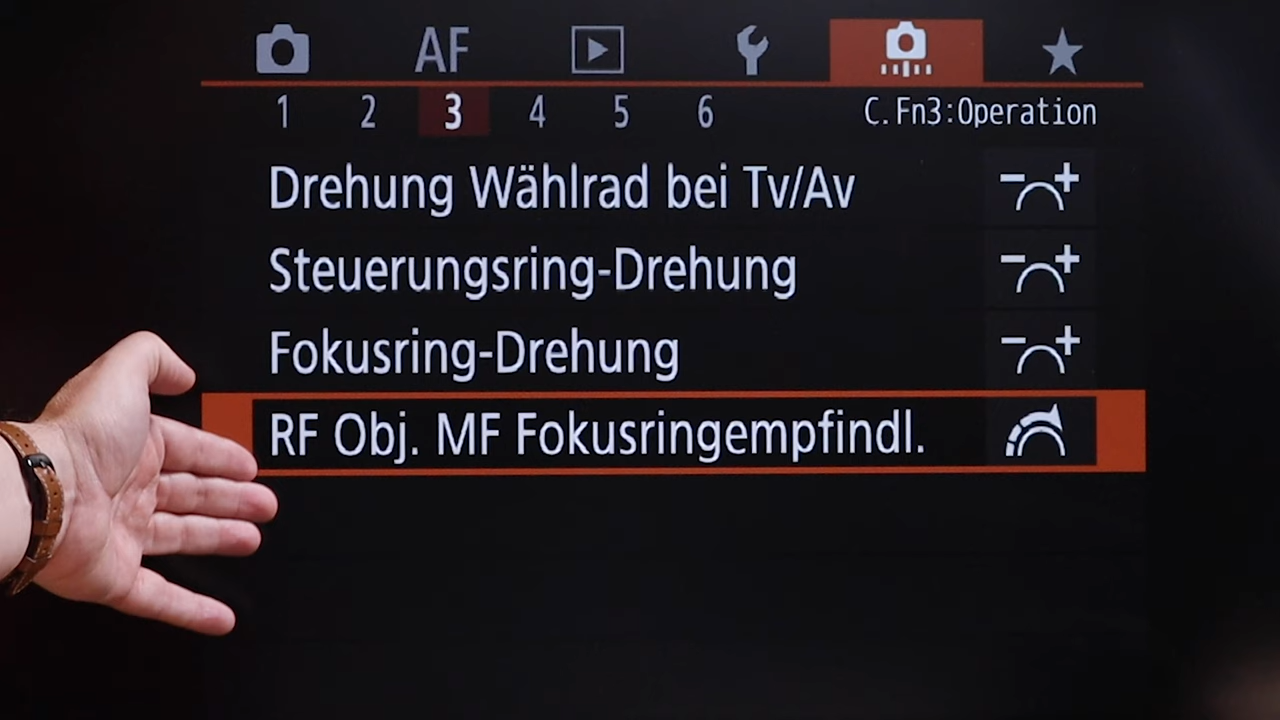 AF
1 2 3 4 5 6 C.Fn3:Operation
Drehung Wählrad bei Tv/Av - +
Steuerungsring-Drehung - +
Fokusring-Drehung - +
RF Obj. MF Fokusringempfindl.